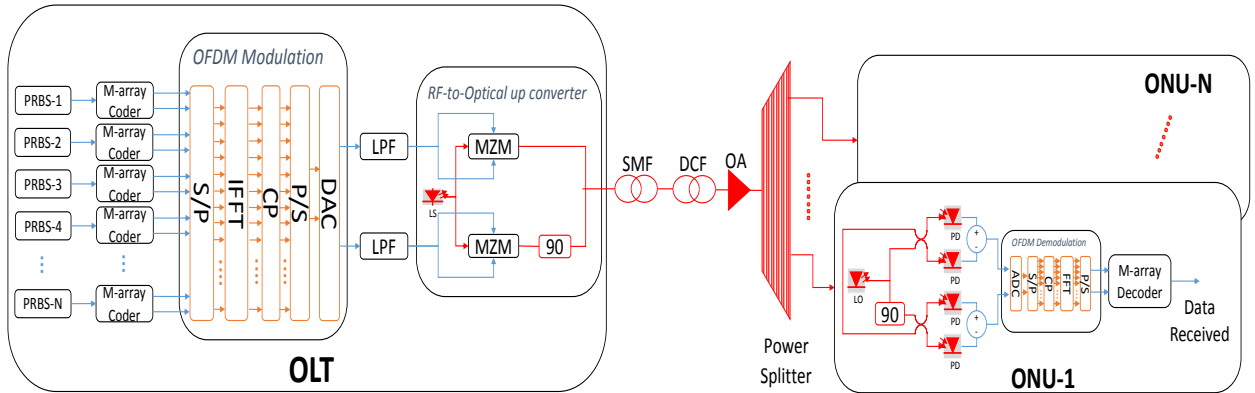 OFDM Modulation
PRBS-1
M-array
Coder
PRBS-2
M-array
Coder
PRBS-3
M-array
Coder
PRBS-4
M-array
Coder
PRBS-N
M-array
Coder
S/P
IFFT
CP
P/S
DAC
LPF
LPF
RF-to-Optical up converter
MZM
LS
MZM
90
OLT
SMF
DCF
OA
Power
Splitter
ONU-N
LO
90
PD
PD
PD
PD
+
-
+
-
OFDM Demodulation
ADC
S/P
CP
FFT
P/S
M-array
Decoder
Data
Received
ONU-1